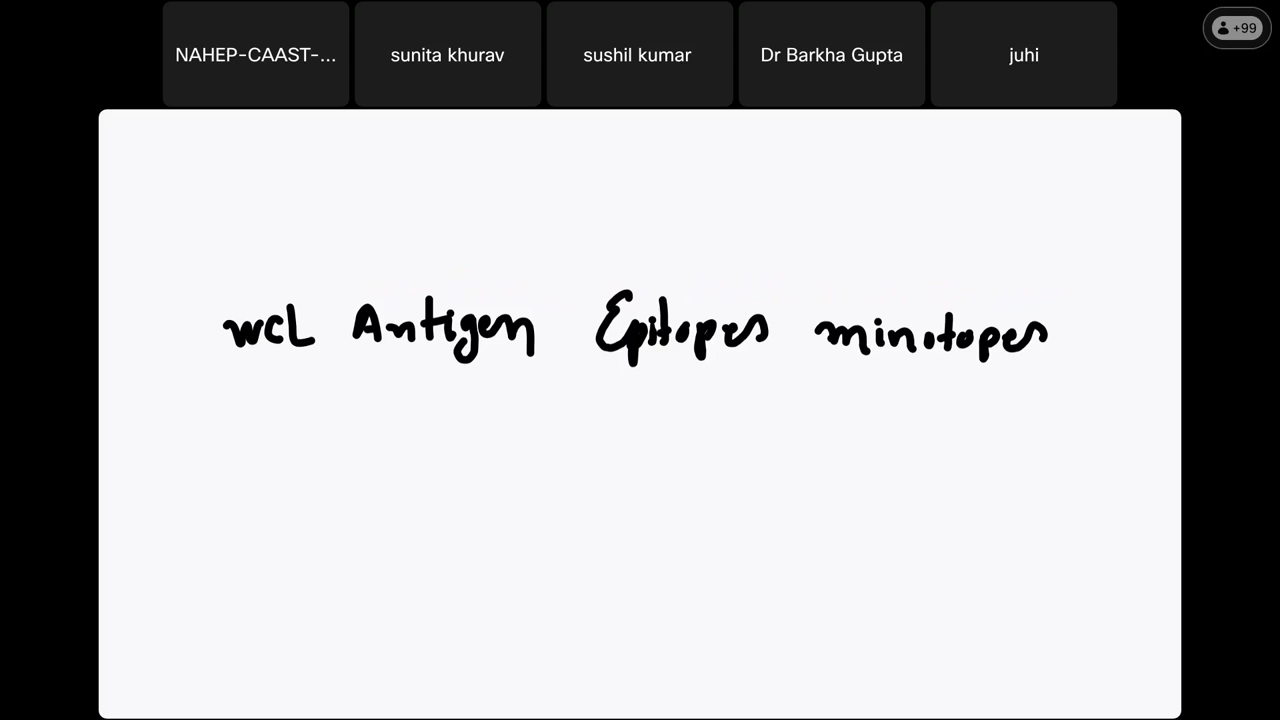 NAHEP-CAAST-... sunita khurav sushil kumar Dr Barkha Gupta juhi +99
WCL Antigen Epitopes minotopes